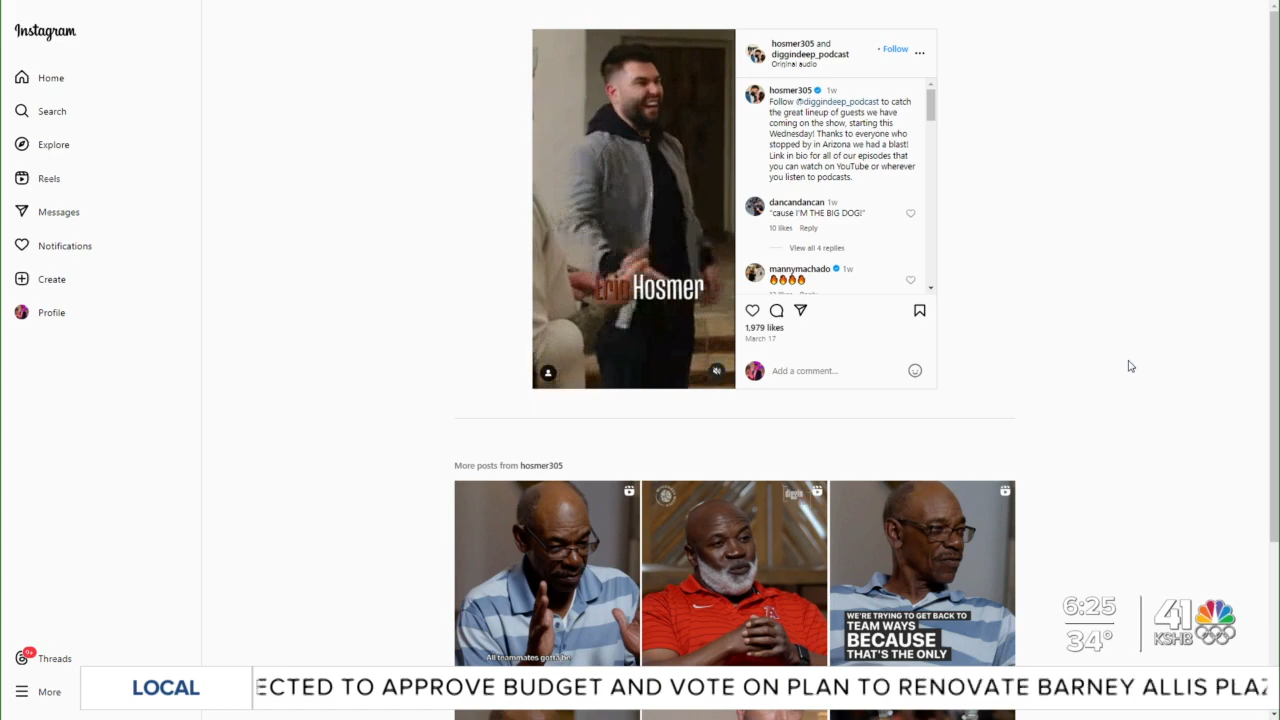 Instagram
Home
Search
Explore
Reels
Messages
Notifications
Create
Profile
Threads
More
Eric Hosmer
hosmer305 and
diggindeep_podcast
Original audio
• Follow
hosmer305 1w
Follow @diggindeep_podcast to catch
the great lineup of guests we have
coming on the show, starting this
Wednesday! Thanks to everyone who
stopped by in Arizona we had a blast!
Link in bio for all of our episodes that
you can watch on YouTube or wherever
you listen to podcasts.
dancandancan 1w
"cause I'M THE BIG DOG!"
10 likes Reply
View all 4 replies
mannymachado 1w
🔥🔥🔥🔥
1,979 likes
March 17
Add a comment...
More posts from hosmer305
All teammates gotta be
WE'RE TRYING TO GET BACK TO
TEAM WAYS
BECAUSE
THAT'S THE ONLY
6:25
34°
41
KSHB
LOCAL
ECTED TO APPROVE BUDGET AND VOTE ON PLAN TO RENOVATE BARNEY ALLIS PLAZ